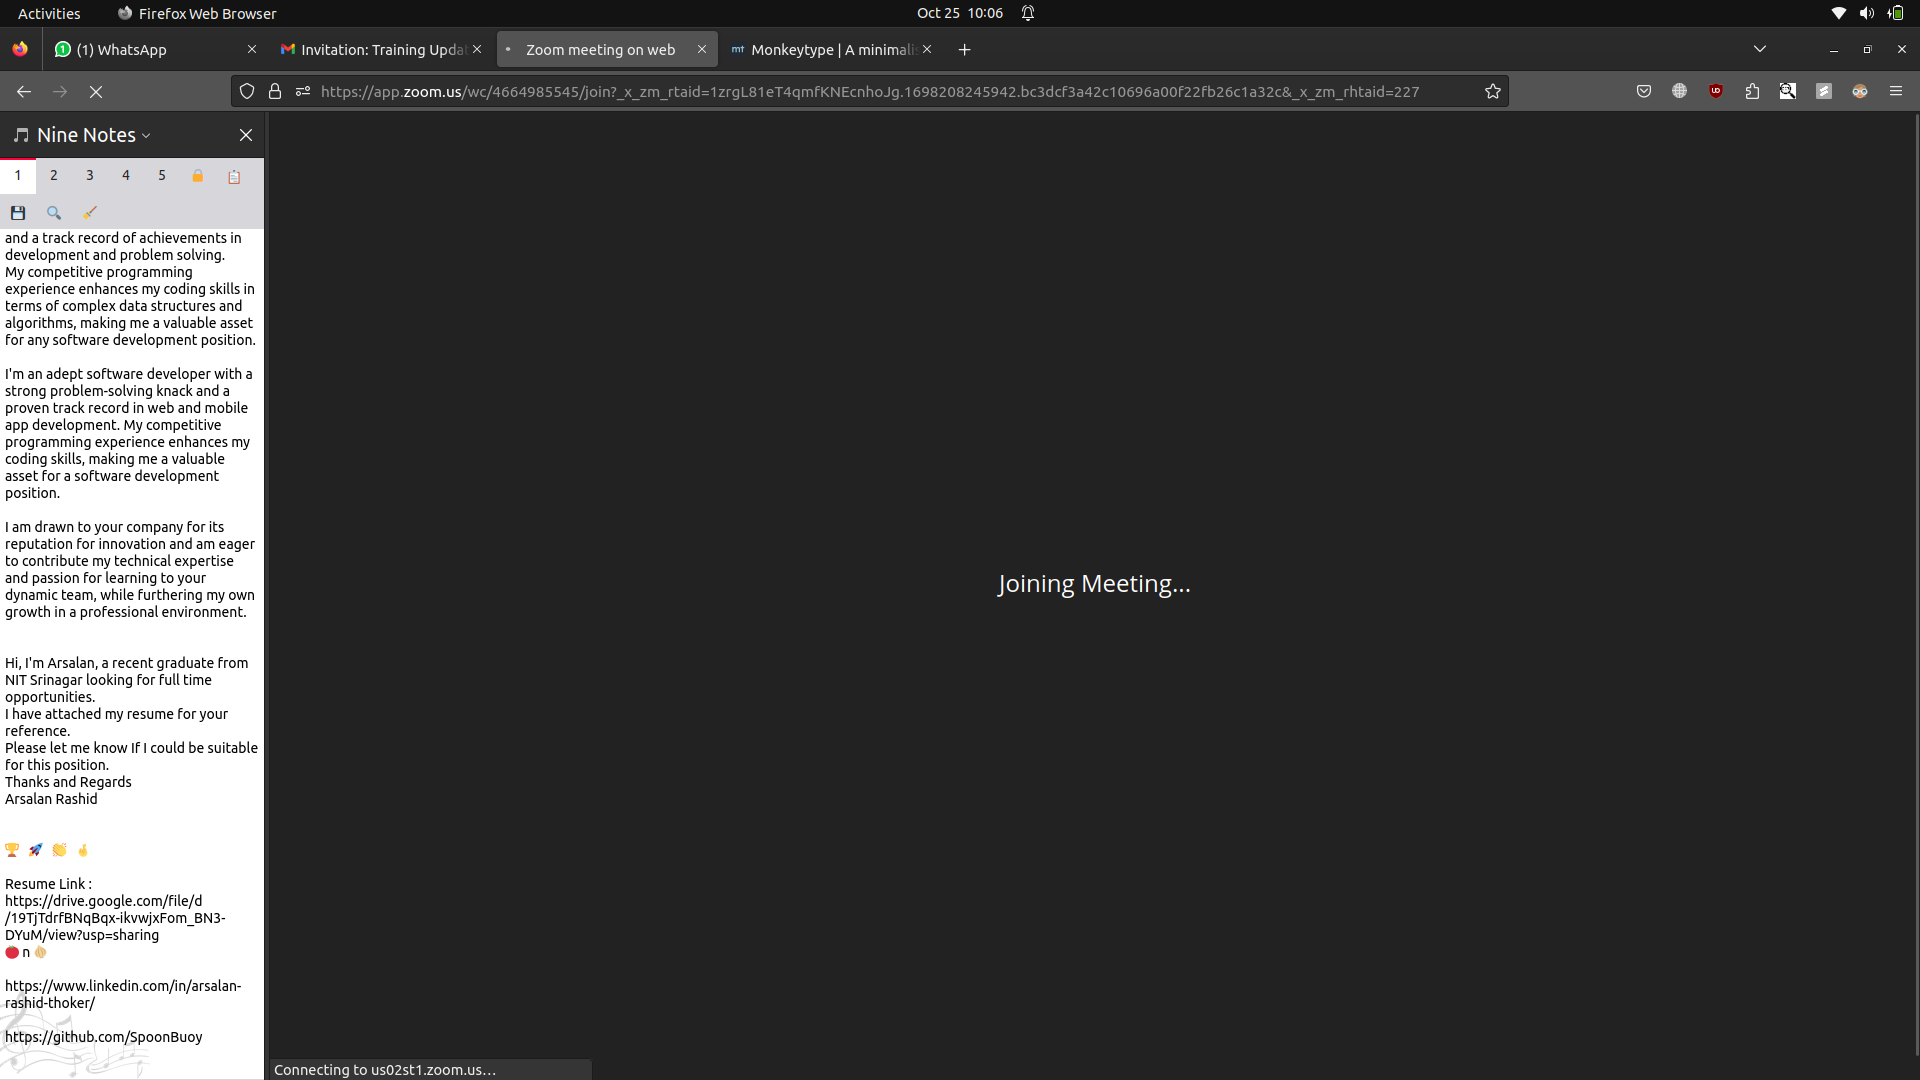 Activities
Firefox Web Browser
Oct 25 10:06
(1) WhatsApp
Invitation: Training Upda
Zoom meeting on web
mt Monkeytype | A minimalis
https://app.zoom.us/wc/4664985545/join?_x_zm_rtaid=1zrgL81eT4qmfKNEcnhoJg.1698208245942.bc3dcf3a42c10696a00f22fb26c1a32c&_x_zm_rhtaid=227
Nine Notes
1 2 3 4 5
and a track record of achievements in
development and problem solving.
My competitive programming
experience enhances my coding skills in
terms of complex data structures and
algorithms, making me a valuable asset
for any software development position.
I'm an adept software developer with a
strong problem-solving knack and a
proven track record in web and mobile
app development. My competitive
programming experience enhances my
coding skills, making me a valuable
asset for a software development
position.
I am drawn to your company for its
reputation for innovation and am eager
to contribute my technical expertise
and passion for learning to your
dynamic team, while furthering my own
growth in a professional environment.
Hi, I'm Arsalan, a recent graduate from
NIT Srinagar looking for full time
opportunities.
I have attached my resume for your
reference.
Please let me know If I could be suitable
for this position.
Thanks and Regards
Arsalan Rashid
🏆 🚀 👏 🤞
Resume Link :
https://drive.google.com/file/d
/19TjTdrfBNqBqx-ikvwjxFom_BN3-
DYuM/view?usp=sharing
🍅 n 🥔
https://www.linkedin.com/in/arsalan-
rashid-thoker/
https://github.com/SpoonBuoy
Joining Meeting...
Connecting to us02st1.zoom.us…